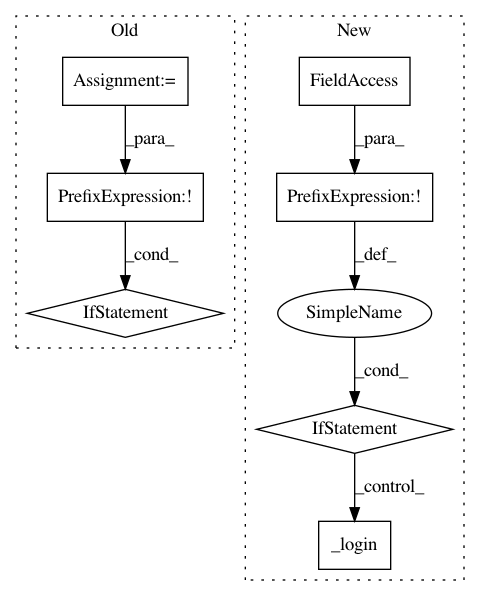 Old
New
Assignment:=
FieldAccess
_para_
_para_
PrefixExpression:!
PrefixExpression:!
_cond_
_def_
IfStatement
SimpleName
_cond_
IfStatement
_control_
_login